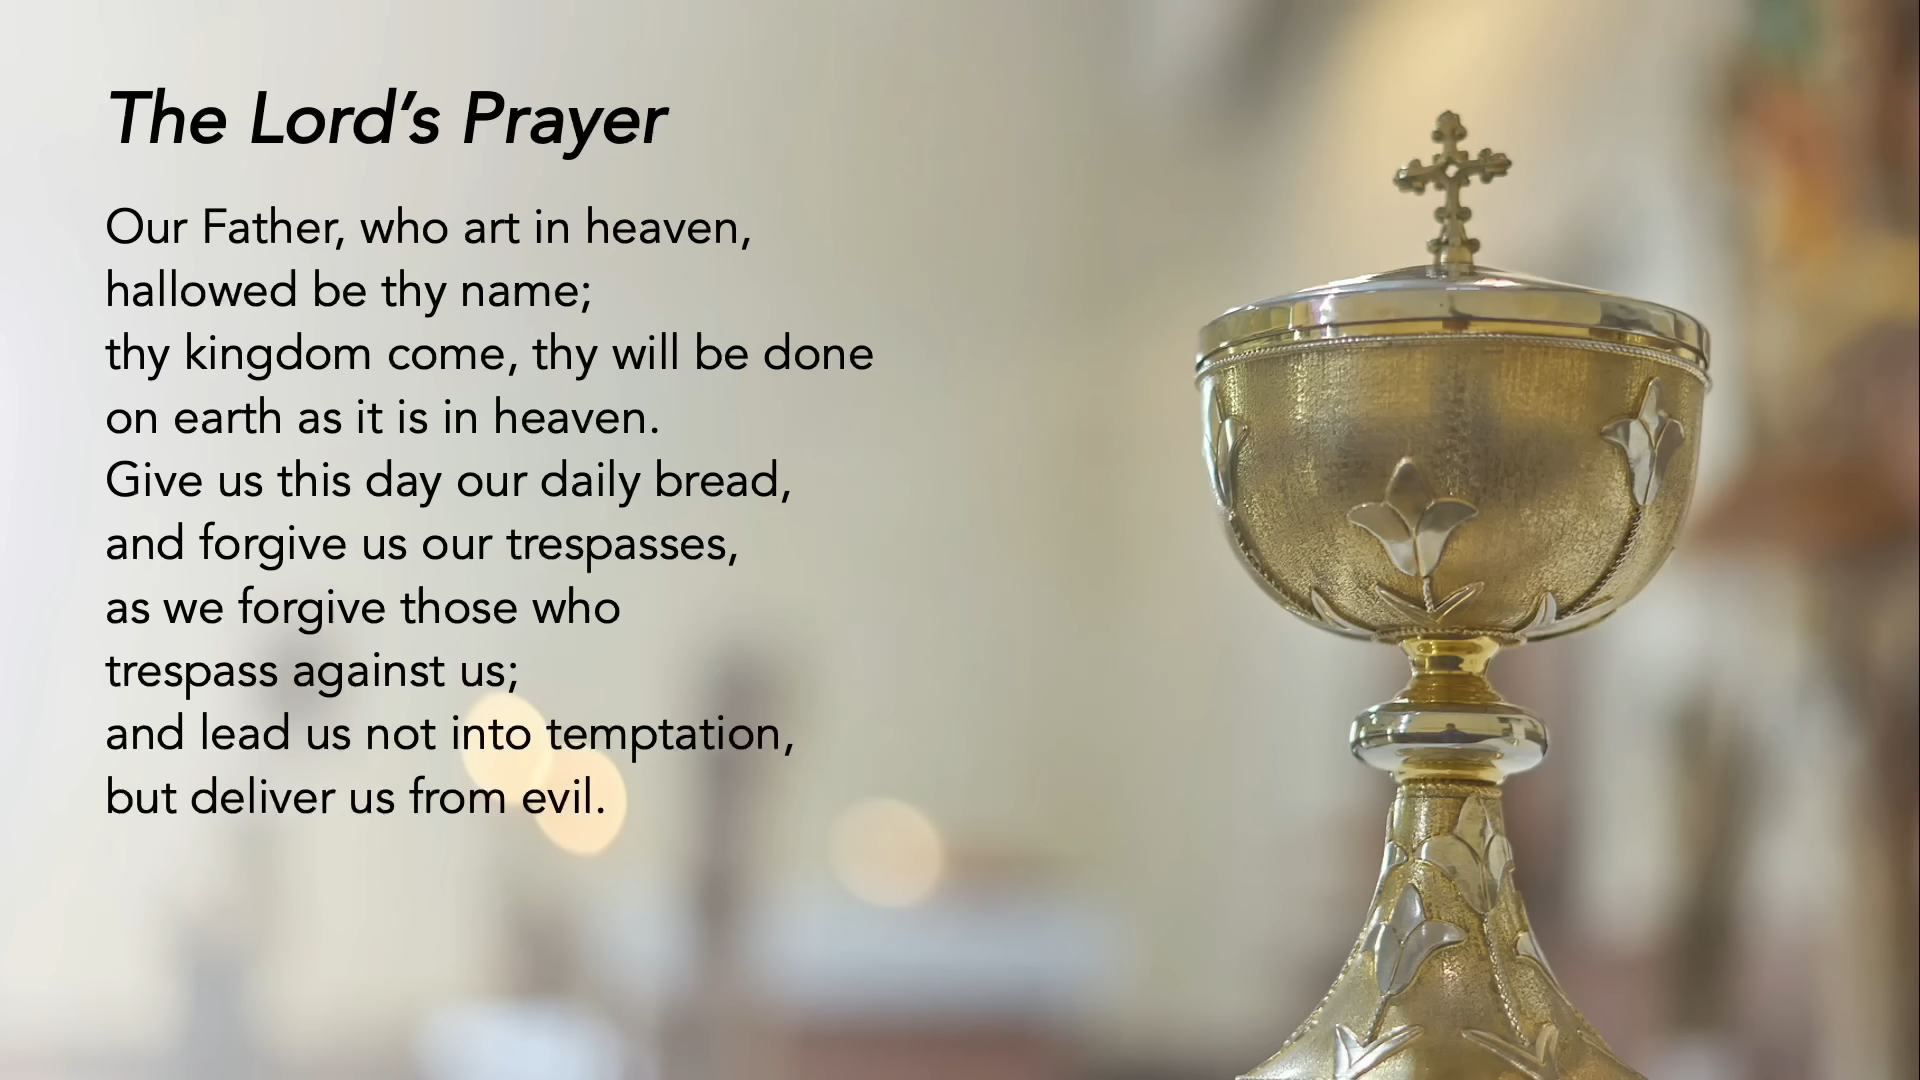 The Lord’s Prayer
Our Father, who art in heaven,
hallowed be thy name;
thy kingdom come, thy will be done
on earth as it is in heaven.
Give us this day our daily bread,
and forgive us our trespasses,
as we forgive those who
trespass against us;
and lead us not into temptation,
but deliver us from evil.